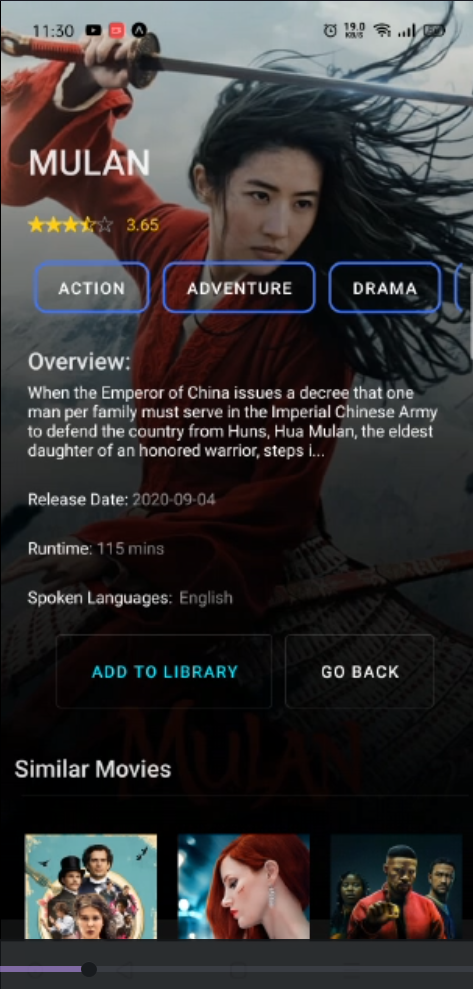 11:30 19.0 KB/S
MULAN
3.65
ACTION ADVENTURE DRAMA
Overview:
When the Emperor of China issues a decree that one
man per family must serve in the Imperial Chinese Army
to defend the country from Huns, Hua Mulan, the eldest
daughter of an honored warrior, steps i...
Release Date: 2020-09-04
Runtime: 115 mins
Spoken Languages: English
ADD TO LIBRARY GO BACK
MULAN
Similar Movies